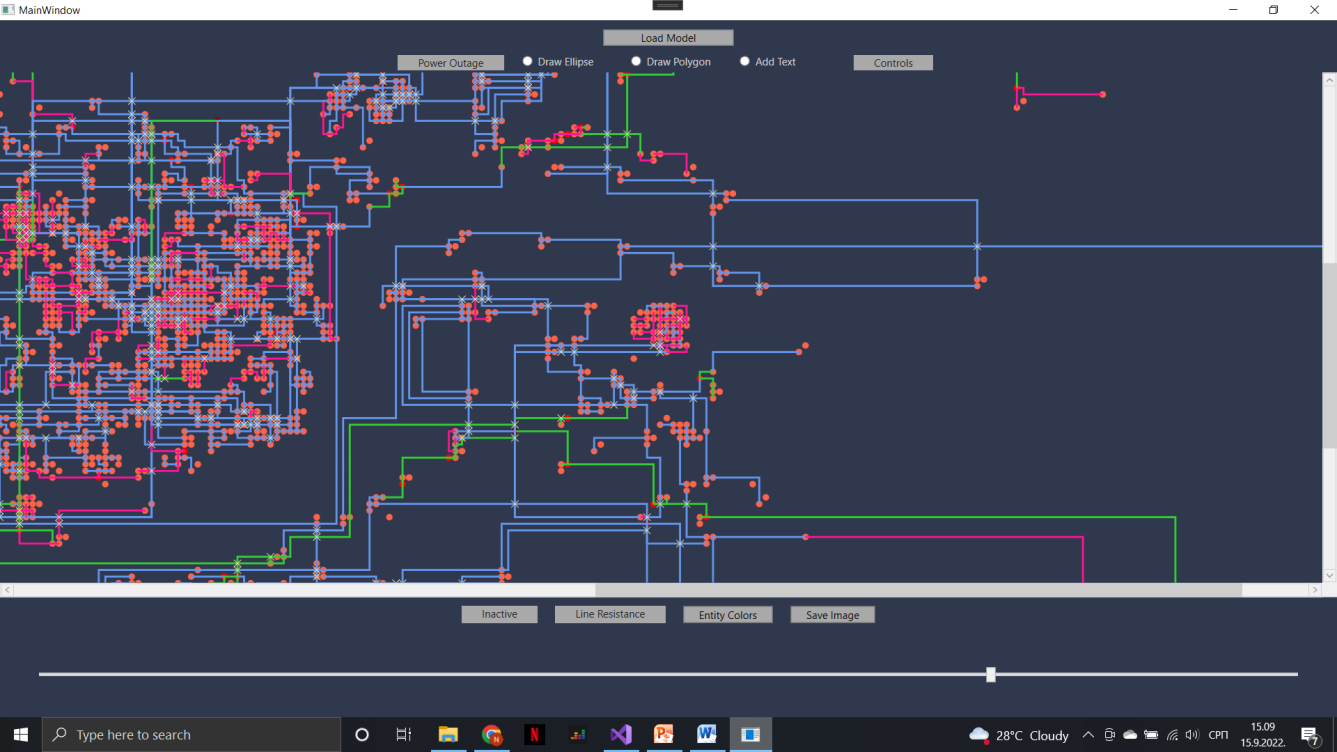 MainWindow
Load Model
Power Outage
Draw Ellipse
Draw Polygon
Add Text
Controls
Inactive
Line Resistance
Entity Colors
Save Image
Type here to search
N
N
P
W
28°C Cloudy
СРП
15.09
15.9.2022.
7